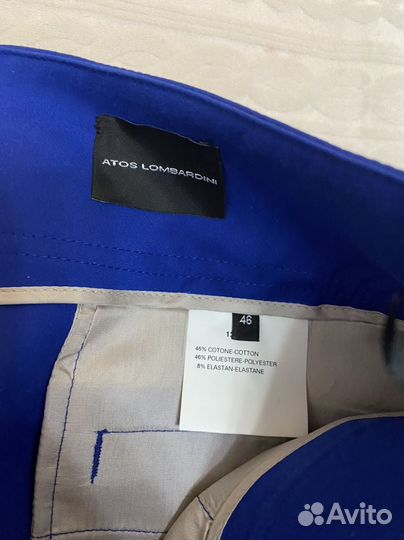 ATOS LOMBARDINI
46
46% COTONE-COTTON
46% POLIESTERE-POLYESTER
8% ELASTAN-ELASTANE
Avito